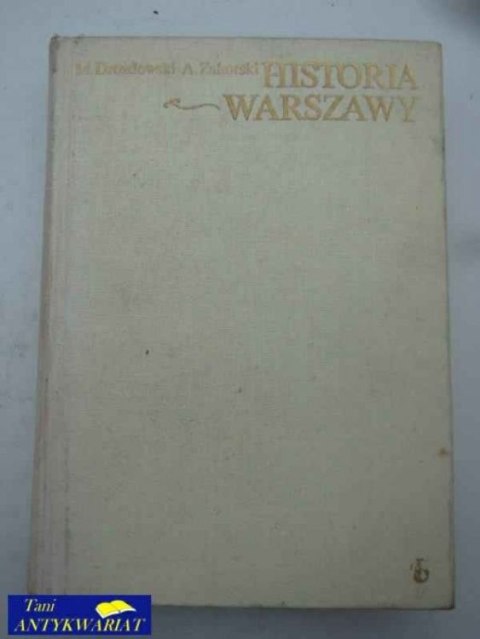 M. Drozdowski · A. Zahorski HISTORIA
WARSZAWY
Tani
ANTYKWARIAT